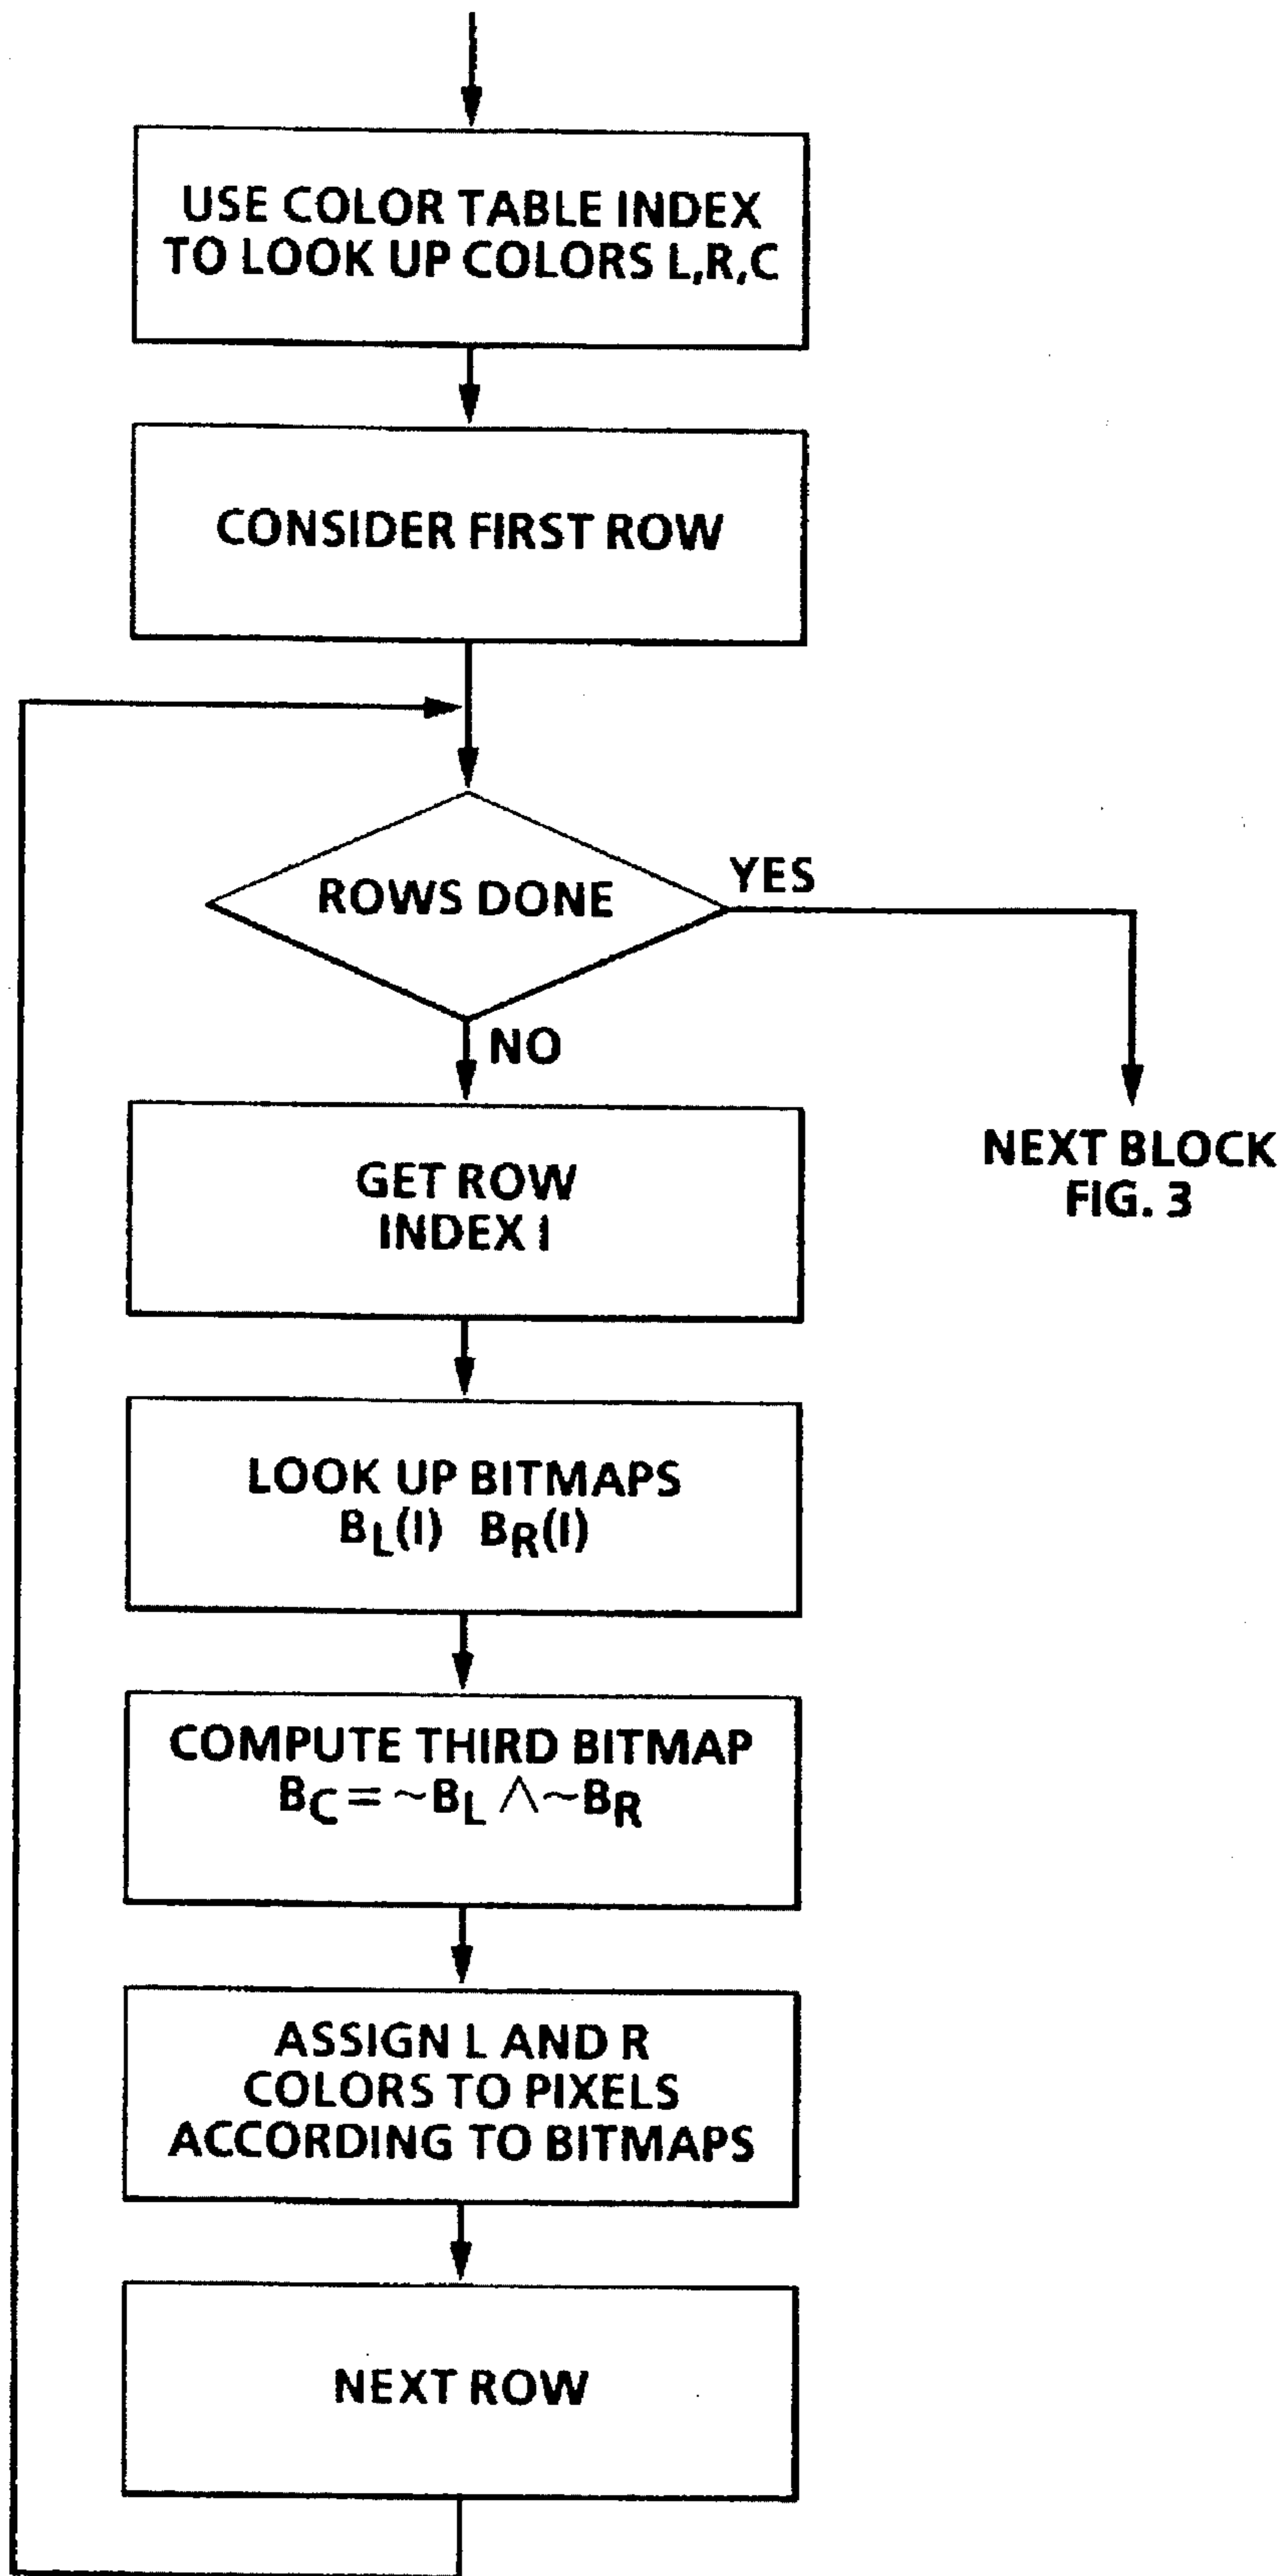 USE COLOR TABLE INDEX
TO LOOK UP COLORS L,R,C
CONSIDER FIRST ROW
ROWS DONE
YES
NO
GET ROW
INDEX I
NEXT BLOCK
FIG. 3
LOOK UP BITMAPS
BL(I) BR(I)
COMPUTE THIRD BITMAP
BC = ~BL ∧ ~BR
ASSIGN L AND R
COLORS TO PIXELS
ACCORDING TO BITMAPS
NEXT ROW